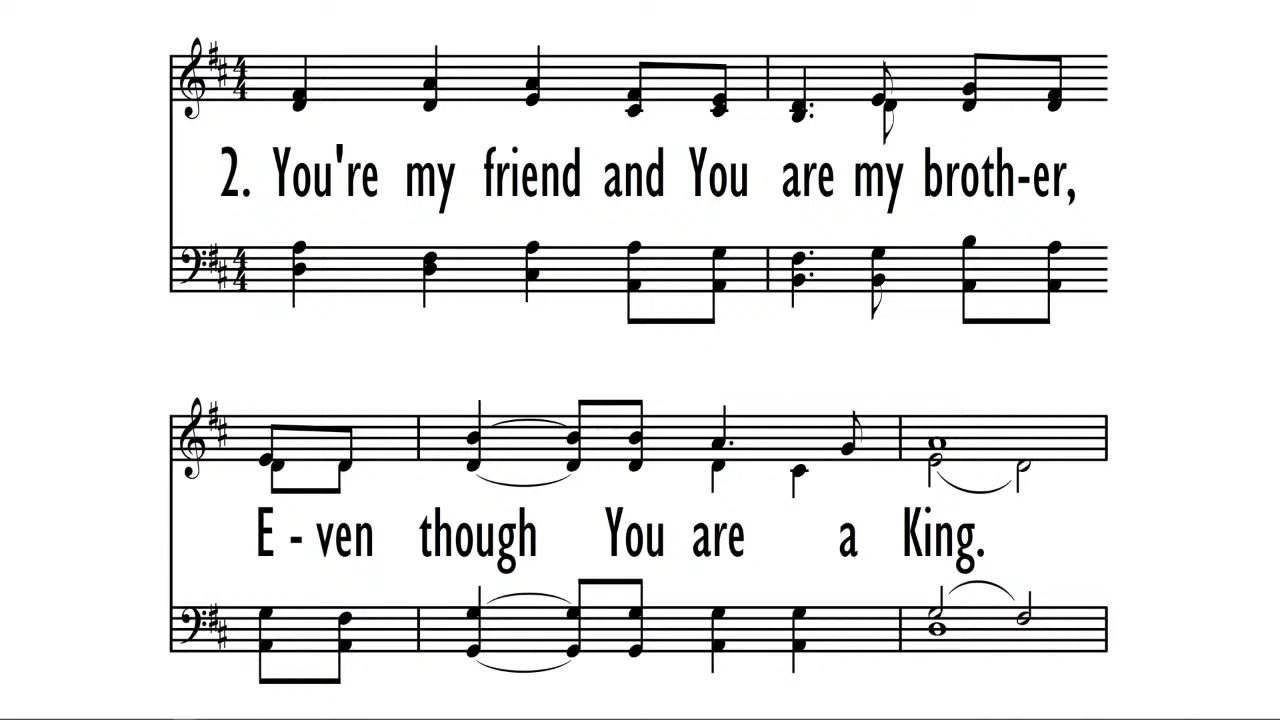 2. You're my friend and You are my broth-er,
E - ven though You are a King.